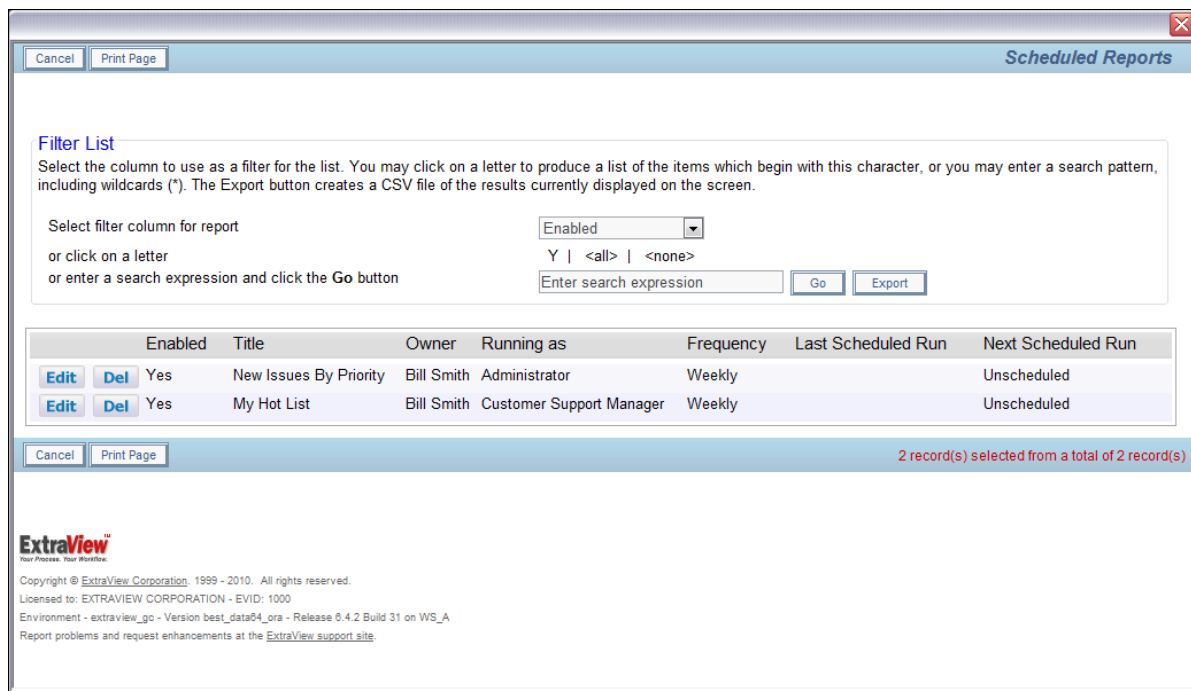 Cancel Print Page Scheduled Reports
Filter List
Select the column to use as a filter for the list. You may click on a letter to produce a list of the items which begin with this character, or you may enter a search pattern,
including wildcards (*). The Export button creates a CSV file of the results currently displayed on the screen.
Select filter column for report Enabled
or click on a letter Y | <all> | <none>
or enter a search expression and click the Go button Enter search expression Go Export
Enabled Title Owner Running as Frequency Last Scheduled Run Next Scheduled Run
Edit Del Yes New Issues By Priority Bill Smith Administrator Weekly Unscheduled
Edit Del Yes My Hot List Bill Smith Customer Support Manager Weekly Unscheduled
Cancel Print Page 2 record(s) selected from a total of 2 record(s)
ExtraView™
Your Process. Your Workflow.
Copyright © ExtraView Corporation. 1999 - 2010. All rights reserved.
Licensed to: EXTRAVIEW CORPORATION - EVID: 1000
Environment - extraview_gc - Version best_data64_ora - Release 6.4.2 Build 31 on WS_A
Report problems and request enhancements at the ExtraView support site.